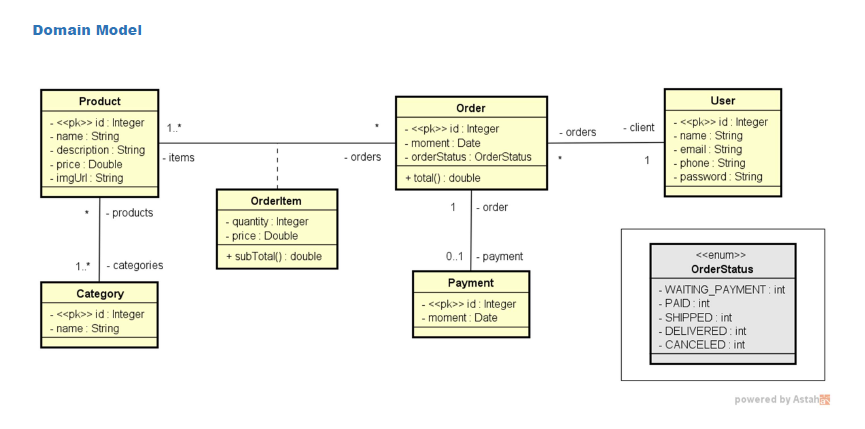 Domain Model
Product
- <<pk>> id : Integer
- name : String
- description : String
- price : Double
- imgUrl : String
1..*
- items
*
- orders
OrderItem
- quantity : Integer
- price : Double
+ subTotal() : double
Order
- <<pk>> id : Integer
- moment : Date
- orderStatus : OrderStatus
+ total() : double
- orders
*
- client
1
User
- <<pk>> id : Integer
- name : String
- email : String
- phone : String
- password : String
* - products
1..* - categories
Category
- <<pk>> id : Integer
- name : String
1 - order
0..1 - payment
Payment
- <<pk>> id : Integer
- moment : Date
<<enum>>
OrderStatus
- WAITING_PAYMENT : int
- PAID : int
- SHIPPED : int
- DELIVERED : int
- CANCELED : int
powered by Astah